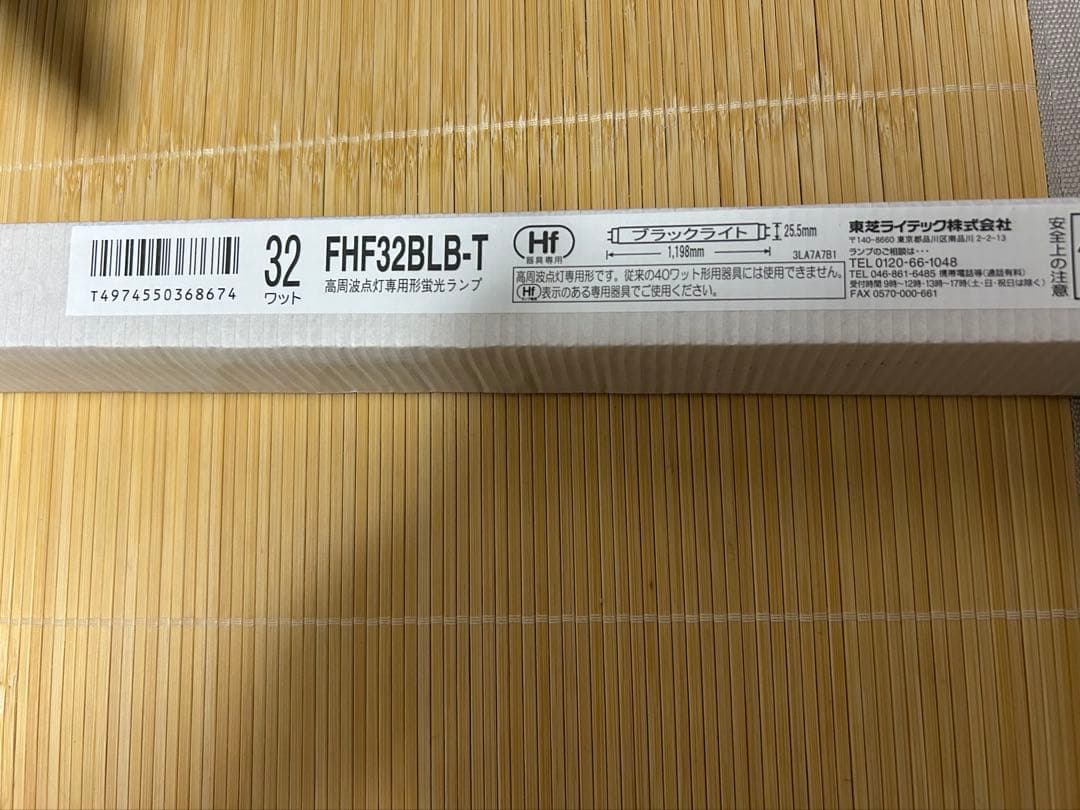 T4974550368674
32
ワット
FHF32BLB-T
高周波点灯専用形蛍光ランプ
Hf
器具専用
ブラックライト
25.5mm
1,198mm
3LA7A7B1
高周波点灯専用形です。従来の40ワット形用器具には使用できません。
Hf表示のある専用器具でご使用ください。
東芝ライテック株式会社
〒140-8660 東京都品川区南品川 2-2-13
ランプのご相談は…
TEL 0120-66-1048
TEL 046-861-6485 携帯電話等(通話有料)
受付時間 9時~12時・13時~17時(土・日・祝日は除く)
FAX 0570-000-661
安全上の注意